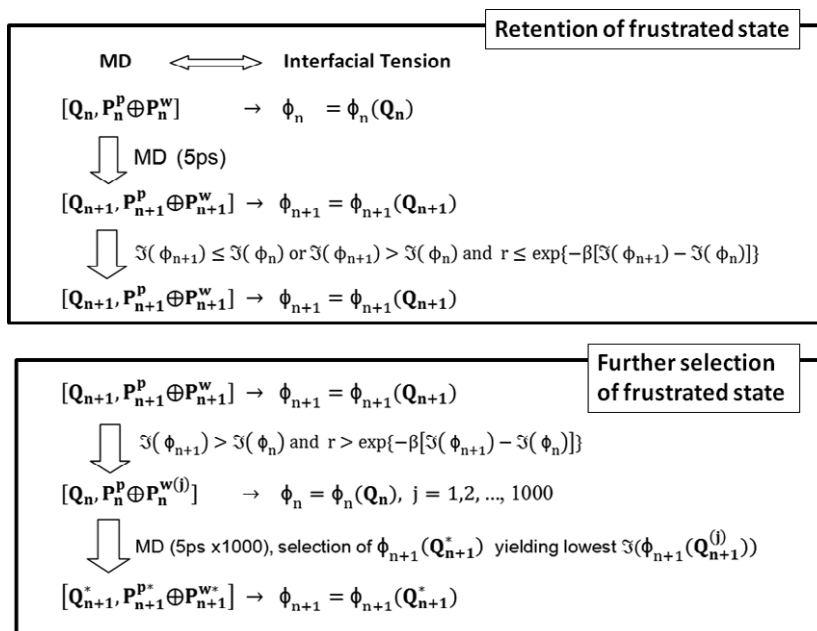 Retention of frustrated state
MD ⟺ Interfacial Tension
[Qₙ, Pₙᵖ⊕Pₙʷ] → ϕₙ = ϕₙ(Qₙ)
MD (5ps)
[Qₙ₊₁, Pₙ₊₁ᵖ⊕Pₙ₊₁ʷ] → ϕₙ₊₁ = ϕₙ₊₁(Qₙ₊₁)
ℑ( ϕₙ₊₁) ≤ ℑ( ϕₙ) or ℑ( ϕₙ₊₁) > ℑ( ϕₙ) and r ≤ exp{−β[ℑ( ϕₙ₊₁) − ℑ( ϕₙ)]}
[Qₙ₊₁, Pₙ₊₁ᵖ⊕Pₙ₊₁ʷ] → ϕₙ₊₁ = ϕₙ₊₁(Qₙ₊₁)
Further selection
of frustrated state
[Qₙ₊₁, Pₙ₊₁ᵖ⊕Pₙ₊₁ʷ] → ϕₙ₊₁ = ϕₙ₊₁(Qₙ₊₁)
ℑ( ϕₙ₊₁) > ℑ( ϕₙ) and r > exp{−β[ℑ( ϕₙ₊₁) − ℑ( ϕₙ)]}
[Qₙ, Pₙᵖ⊕Pₙʷ⁽ʲ⁾] → ϕₙ = ϕₙ(Qₙ), j = 1,2, …, 1000
MD (5ps x1000), selection of ϕₙ₊₁(Q*ₙ₊₁) yielding lowest ℑ(ϕₙ₊₁(Qₙ₊₁⁽ʲ⁾))
[Q*ₙ₊₁, Pₙ₊₁ᵖ*⊕Pₙ₊₁ʷ*] → ϕₙ₊₁ = ϕₙ₊₁(Q*ₙ₊₁)